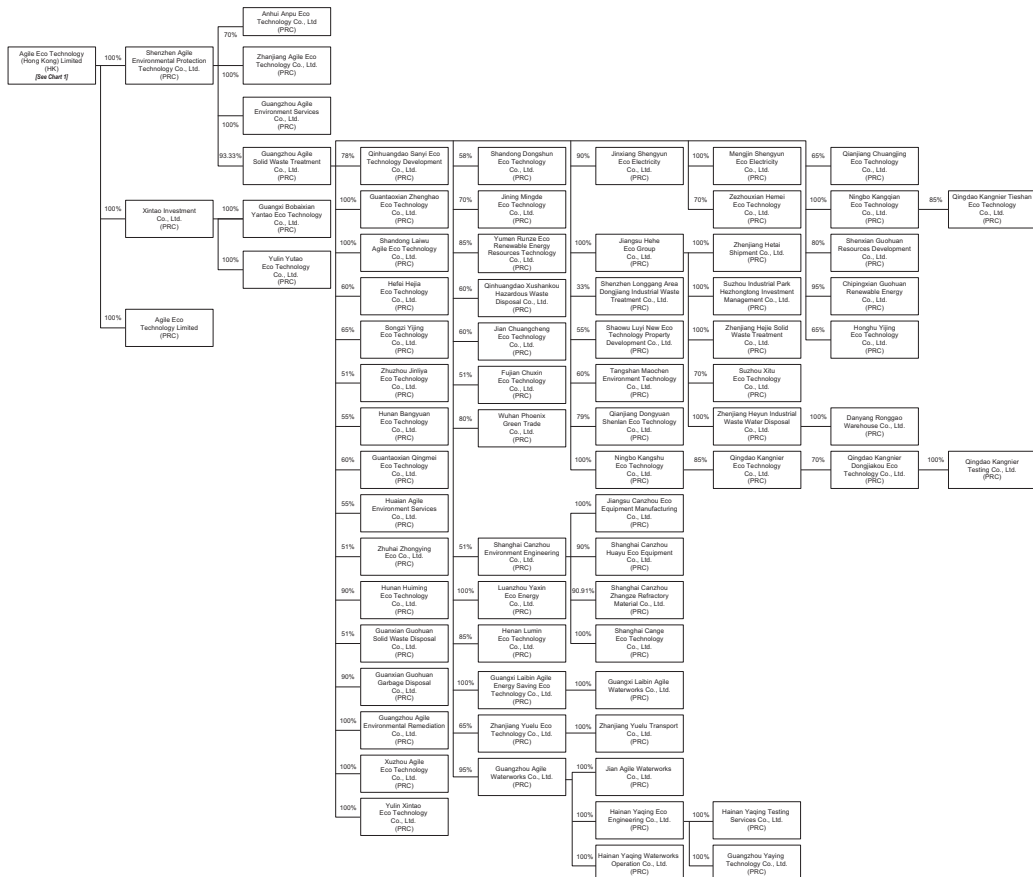 Anhui Anpu Eco
Technology Co., Ltd
(PRC)
70%
Agile Eco Technology
(Hong Kong) Limited
(HK)
[See Chart 1]
100%
Shenzhen Agile
Environmental Protection
Technology Co., Ltd.
(PRC)
100%
Zhanjiang Agile Eco
Technology Co., Ltd.
(PRC)
100%
Guangzhou Agile
Environment Services
Co., Ltd.
(PRC)
93.33%
Guangzhou Agile
Solid Waste Treatment
Co., Ltd.
(PRC)
78%
Qinhuangdao Sanyi Eco
Technology Development
Co., Ltd.
(PRC)
58%
Shandong Dongshun
Eco Technology
Co., Ltd.
(PRC)
90%
Jinxiang Shengyun
Eco Electricity
Co., Ltd.
(PRC)
100%
Mengjin Shengyun
Eco Electricity
Co., Ltd.
(PRC)
65%
Qianjiang Chuangjing
Eco Technology
Co., Ltd.
(PRC)
100%
Xintao Investment
Co., Ltd.
(PRC)
100%
Guangxi Bobaixian
Yantao Eco Technology
Co., Ltd.
(PRC)
100%
Guantaoxian Zhenghao
Eco Technology
Co., Ltd.
(PRC)
70%
Jining Mingde
Eco Technology
Co., Ltd.
(PRC)
70%
Zezhouxian Hemei
Eco Technology
Co., Ltd.
(PRC)
100%
Ningbo Kangqian
Eco Technology
Co., Ltd.
(PRC)
85%
Qingdao Kangnier Tieshan
Eco Technology
Co., Ltd.
(PRC)
100%
Yulin Yutao
Eco Technology
Co., Ltd.
(PRC)
100%
Shandong Laiwu
Agile Eco Technology
Co., Ltd.
(PRC)
85%
Yumen Runze Eco
Renewable Energy
Resources Technology
Co., Ltd.
(PRC)
100%
Jiangsu Hehe
Eco Group
Co., Ltd.
(PRC)
100%
Zhenjiang Hetai
Shipment Co., Ltd.
(PRC)
80%
Shenxian Guohuan
Resources Development
Co., Ltd.
(PRC)
100%
Agile Eco
Technology Limited
(PRC)
60%
Hefei Hejia
Eco Technology
Co., Ltd.
(PRC)
60%
Qinhuangdao Xushankou
Hazardous Waste
Disposal Co., Ltd.
(PRC)
33%
Shenzhen Longgang Area
Dongjiang Industrial Waste
Treatment Co., Ltd.
(PRC)
100%
Suzhou Industrial Park
Hezhongtong Investment
Management Co., Ltd.
(PRC)
95%
Chipingxian Guohuan
Renewable Energy
Co., Ltd.
(PRC)
65%
Songzi Yijing
Eco Technology
Co., Ltd.
(PRC)
60%
Jian Chuangcheng
Eco Technology
Co., Ltd.
(PRC)
55%
Shaowu Luyi New Eco
Technology Property
Development Co., Ltd.
(PRC)
100%
Zhenjiang Hejie Solid
Waste Treatment
Co., Ltd.
(PRC)
65%
Honghu Yijing
Eco Technology
Co., Ltd.
(PRC)
51%
Zhuzhou Jinliya
Eco Technology
Co., Ltd.
(PRC)
51%
Fujian Chuxin
Eco Technology
Co., Ltd.
(PRC)
60%
Tangshan Maochen
Environment Technology
Co., Ltd.
(PRC)
70%
Suzhou Xitu
Eco Technology
Co., Ltd.
(PRC)
55%
Hunan Bangyuan
Eco Technology
Co., Ltd.
(PRC)
80%
Wuhan Phoenix
Green Trade
Co., Ltd.
(PRC)
79%
Qianjiang Dongyuan
Shenlan Eco Technology
Co., Ltd.
(PRC)
100%
Zhenjiang Heyun Industrial
Waste Water Disposal
Co., Ltd.
(PRC)
100%
Danyang Ronggao
Warehouse Co., Ltd.
(PRC)
60%
Guantaoxian Qingmei
Eco Technology
Co., Ltd.
(PRC)
100%
Ningbo Kangshu
Eco Technology
Co., Ltd.
(PRC)
85%
Qingdao Kangnier
Eco Technology
Co., Ltd.
(PRC)
70%
Qingdao Kangnier
Dongjiakou Eco
Technology Co., Ltd.
(PRC)
100%
Qingdao Kangnier
Testing Co., Ltd.
(PRC)
55%
Huaian Agile
Environment Services
Co., Ltd.
(PRC)
100%
Jiangsu Canzhou Eco
Equipment Manufacturing
Co., Ltd.
(PRC)
51%
Zhuhai Zhongying
Eco Co., Ltd.
(PRC)
51%
Shanghai Canzhou
Environment Engineering
Co., Ltd.
(PRC)
90%
Shanghai Canzhou
Huayu Eco Equipment
Co., Ltd.
(PRC)
90%
Hunan Huiming
Eco Technology
Co., Ltd.
(PRC)
100%
Luanzhou Yaxin
Eco Energy
Co., Ltd.
(PRC)
90.91%
Shanghai Canzhou
Zhangze Refractory
Material Co., Ltd.
(PRC)
51%
Guanxian Guohuan
Solid Waste Disposal
Co., Ltd.
(PRC)
85%
Henan Lumin
Eco Technology
Co., Ltd.
(PRC)
100%
Shanghai Cange
Eco Technology
Co., Ltd.
(PRC)
90%
Guanxian Guohuan
Garbage Disposal
Co., Ltd.
(PRC)
100%
Guangxi Laibin Agile
Energy Saving Eco
Technology Co., Ltd.
(PRC)
100%
Guangxi Laibin Agile
Waterworks Co., Ltd.
(PRC)
100%
Guangzhou Agile
Environmental Remediation
Co., Ltd.
(PRC)
65%
Zhanjiang Yuelu Eco
Technology Co., Ltd.
(PRC)
100%
Zhanjiang Yuelu Transport
Co., Ltd.
(PRC)
100%
Xuzhou Agile
Eco Technology
Co., Ltd.
(PRC)
95%
Guangzhou Agile
Waterworks Co., Ltd.
(PRC)
100%
Jian Agile Waterworks
Co., Ltd.
(PRC)
100%
Yulin Xintao
Eco Technology
Co., Ltd.
(PRC)
100%
Hainan Yaqing Eco
Engineering Co., Ltd.
(PRC)
100%
Hainan Yaqing Testing
Services Co., Ltd.
(PRC)
100%
Hainan Yaqing Waterworks
Operation Co., Ltd.
(PRC)
100%
Guangzhou Yaying
Technology Co., Ltd.
(PRC)